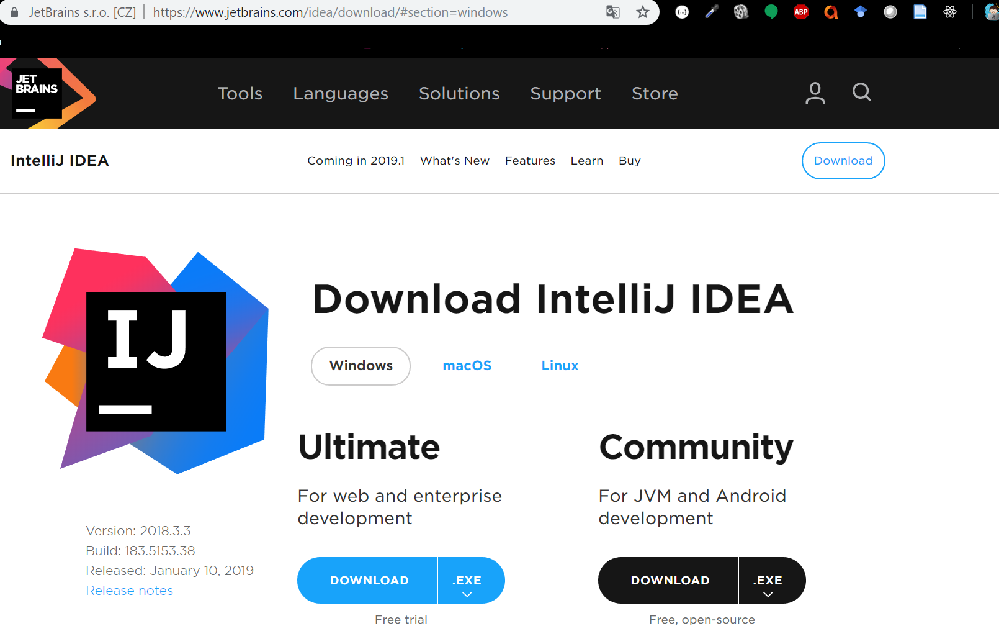 JetBrains s.r.o. [CZ] | https://www.jetbrains.com/idea/download/#section=windows
ABP
JET
BRAINS
Tools Languages Solutions Support Store
IntelliJ IDEA
Coming in 2019.1 What's New Features Learn Buy
Download
IJ
Download IntelliJ IDEA
Windows macOS Linux
Ultimate
For web and enterprise
development
DOWNLOAD .EXE
Free trial
Community
For JVM and Android
development
DOWNLOAD .EXE
Free, open-source
Version: 2018.3.3
Build: 183.5153.38
Released: January 10, 2019
Release notes